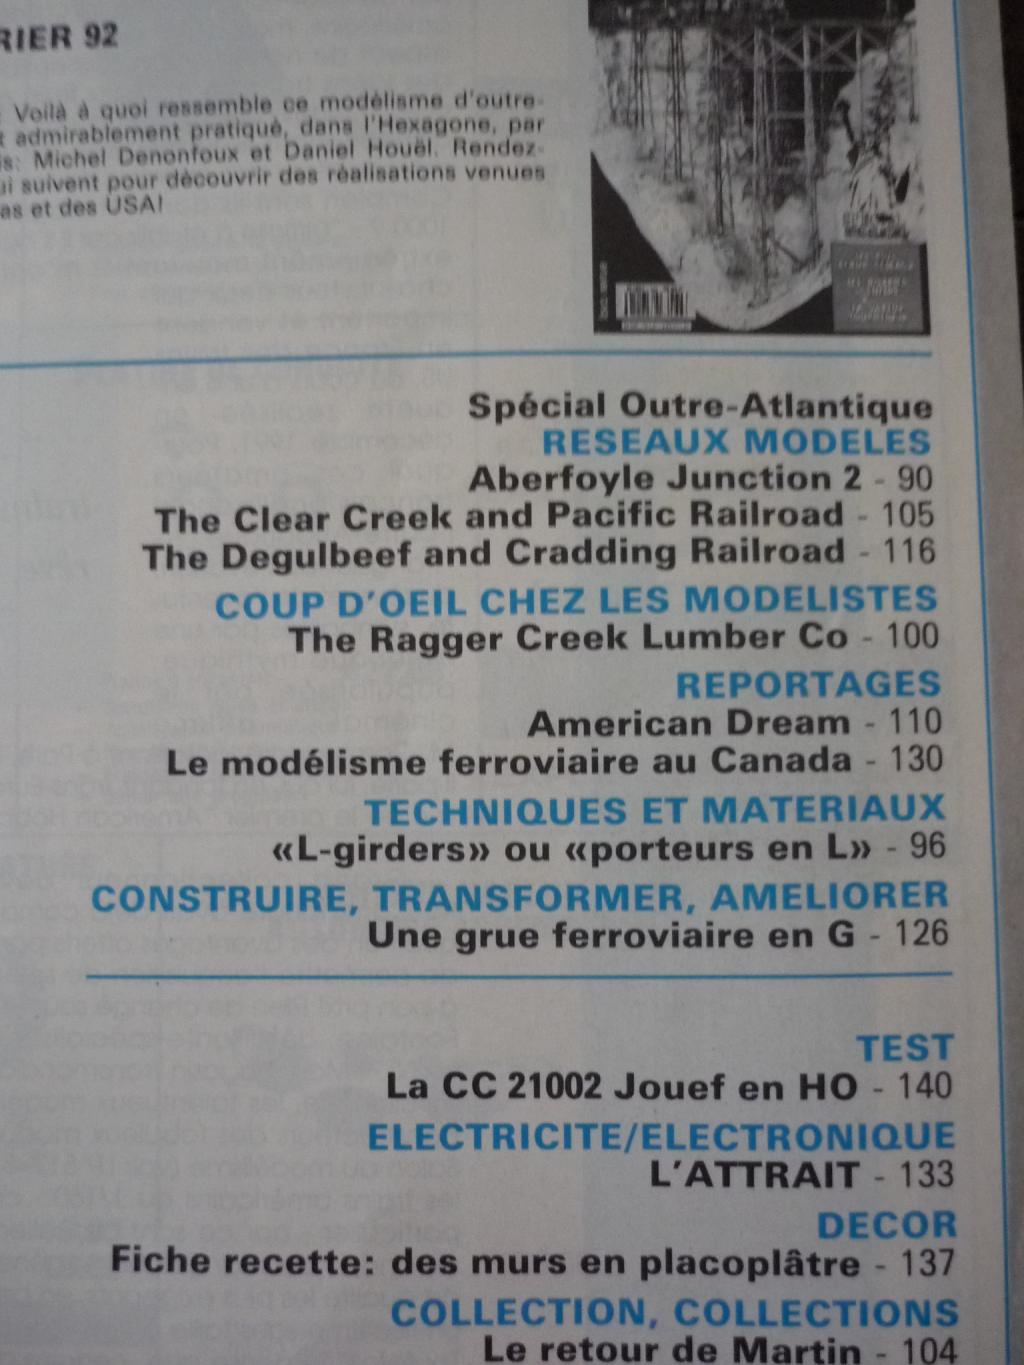 RIER 92
Voilà à quoi ressemble ce modélisme d'outre-
admirablement pratiqué, dans l'Hexagone, par
is: Michel Denonfoux et Daniel Houël. Rendez-
ui suivent pour découvrir des réalisations venues
as et des USA!
Spécial Outre-Atlantique
RESEAUX MODELES
Aberfoyle Junction 2 - 90
The Clear Creek and Pacific Railroad - 105
The Degulbeef and Cradding Railroad - 116
COUP D'OEIL CHEZ LES MODELISTES
The Ragger Creek Lumber Co - 100
REPORTAGES
American Dream - 110
Le modélisme ferroviaire au Canada - 130
TECHNIQUES ET MATERIAUX
«L-girders» ou «porteurs en L» - 96
CONSTRUIRE, TRANSFORMER, AMELIORER
Une grue ferroviaire en G - 126
TEST
La CC 21002 Jouef en HO - 140
ELECTRICITE/ELECTRONIQUE
L'ATTRAIT - 133
DECOR
Fiche recette: des murs en placoplâtre - 137
COLLECTION, COLLECTIONS
Le retour de Martin - 104